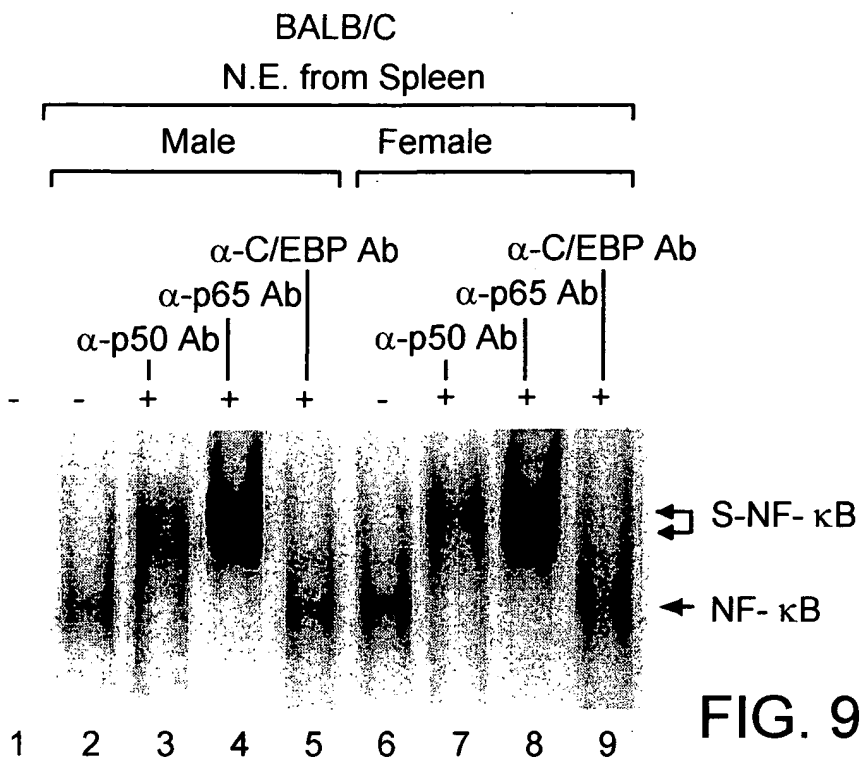 BALB/C
N.E. from Spleen
Male Female
α-C/EBP Ab α-C/EBP Ab
α-p65 Ab α-p65 Ab
α-p50 Ab α-p50 Ab
- - + + + - + + +
S-NF- κB
NF- κB
1 2 3 4 5 6 7 8 9
FIG. 9